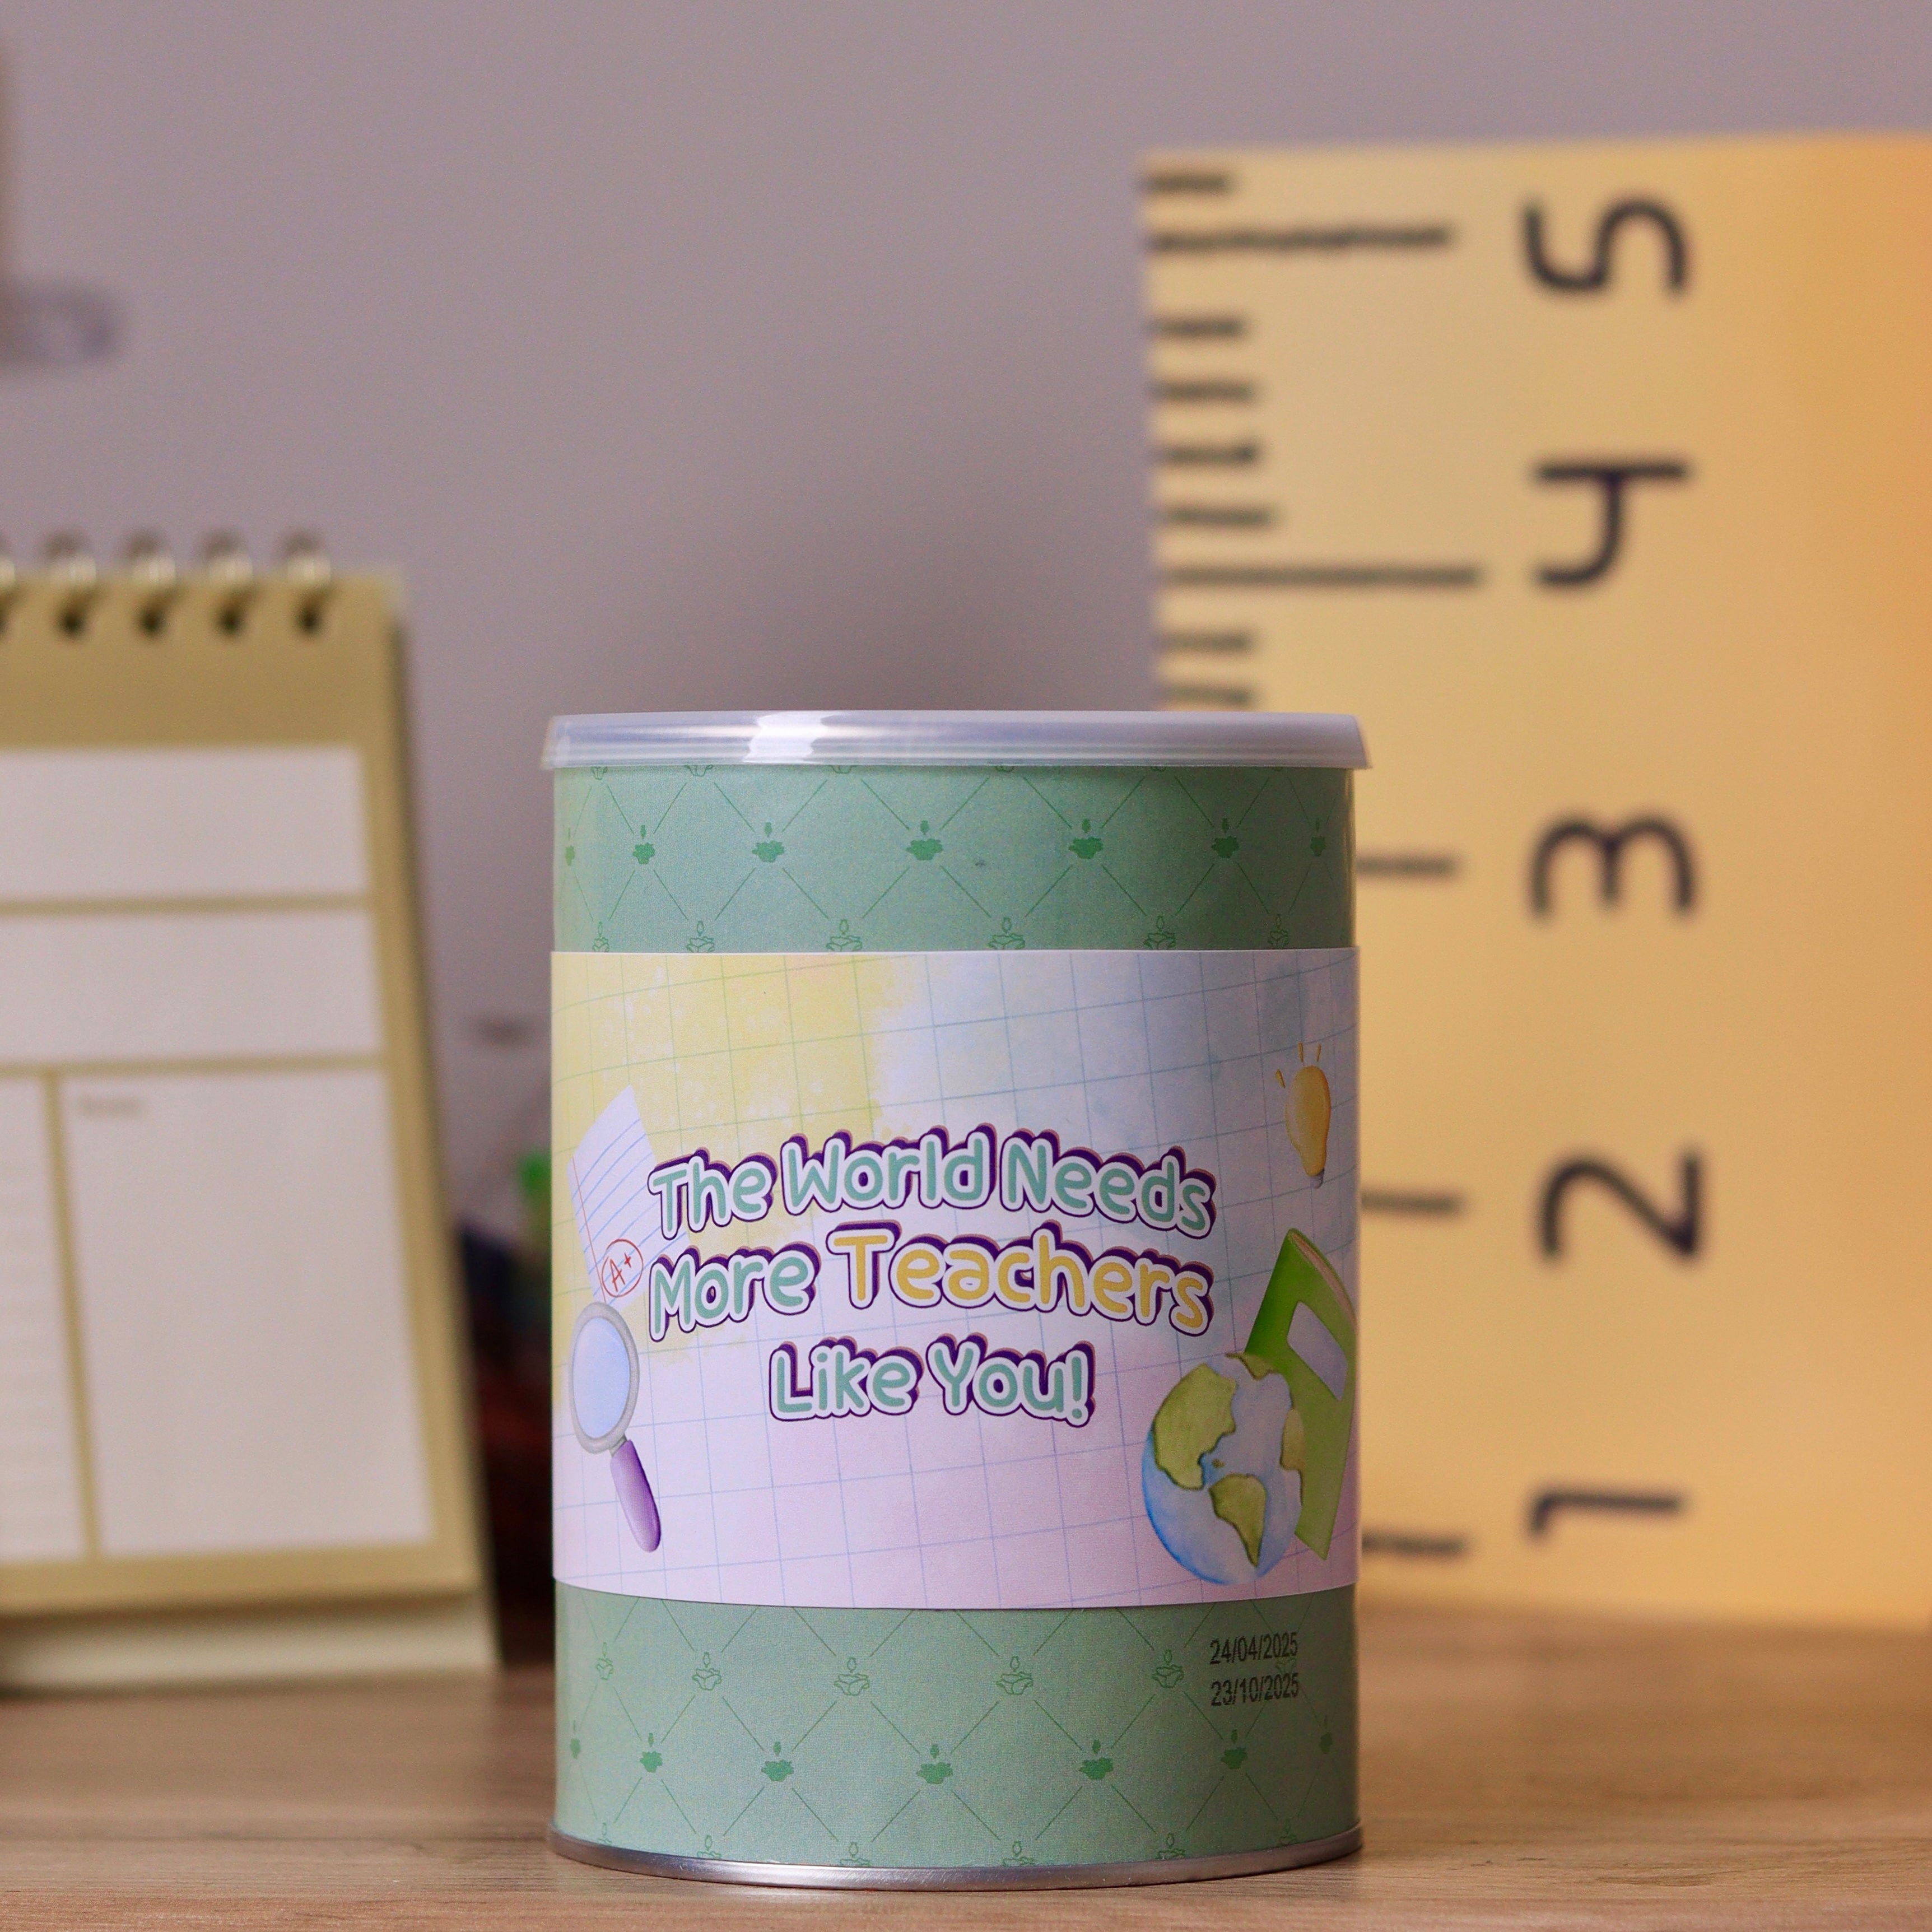 5
4
3
2
1
A+
The World Needs
More Teachers
Like You!
24/04/2025
23/10/2025